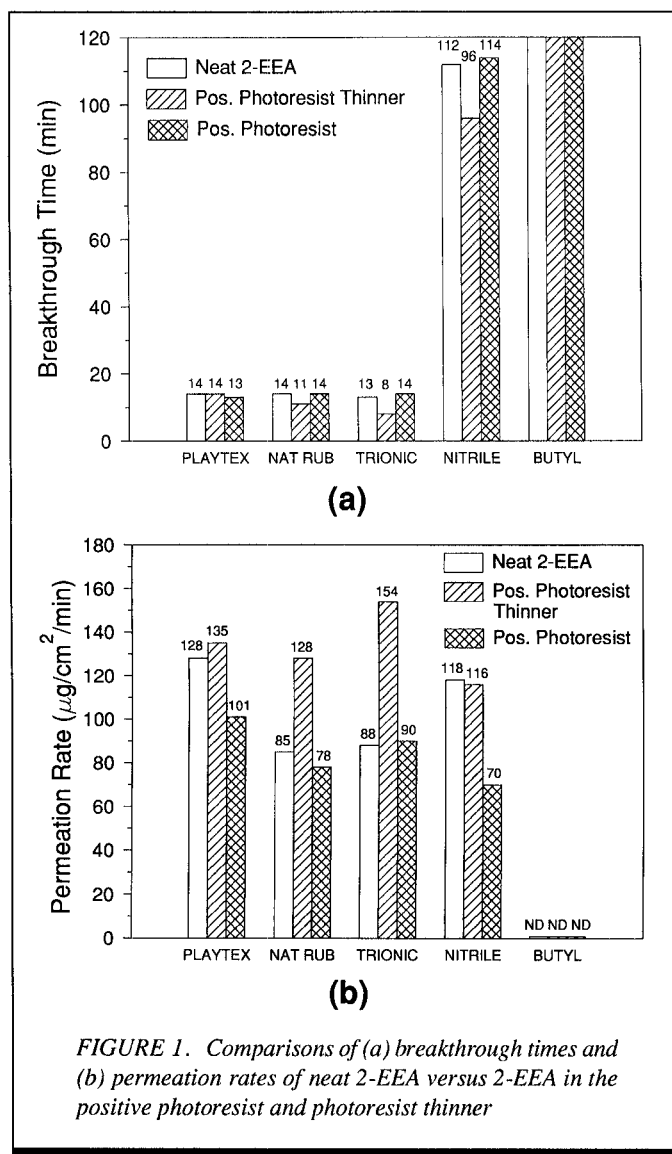 Neat 2-EEA
Pos. Photoresist Thinner
Pos. Photoresist
Breakthrough Time (min)
120
100
80
60
40
20
0
14 14 13
14 11 14
13 8 14
112 96 114
PLAYTEX NAT RUB TRIONIC NITRILE BUTYL
(a)
Neat 2-EEA
Pos. Photoresist
Thinner
Pos. Photoresist
Permeation Rate (μg/cm²/min)
180
160
140
120
100
80
60
40
20
0
128 135 101
85 128 78
88 154 90
118 116 70
ND ND ND
PLAYTEX NAT RUB TRIONIC NITRILE BUTYL
(b)
FIGURE 1. Comparisons of (a) breakthrough times and
(b) permeation rates of neat 2-EEA versus 2-EEA in the
positive photoresist and photoresist thinner